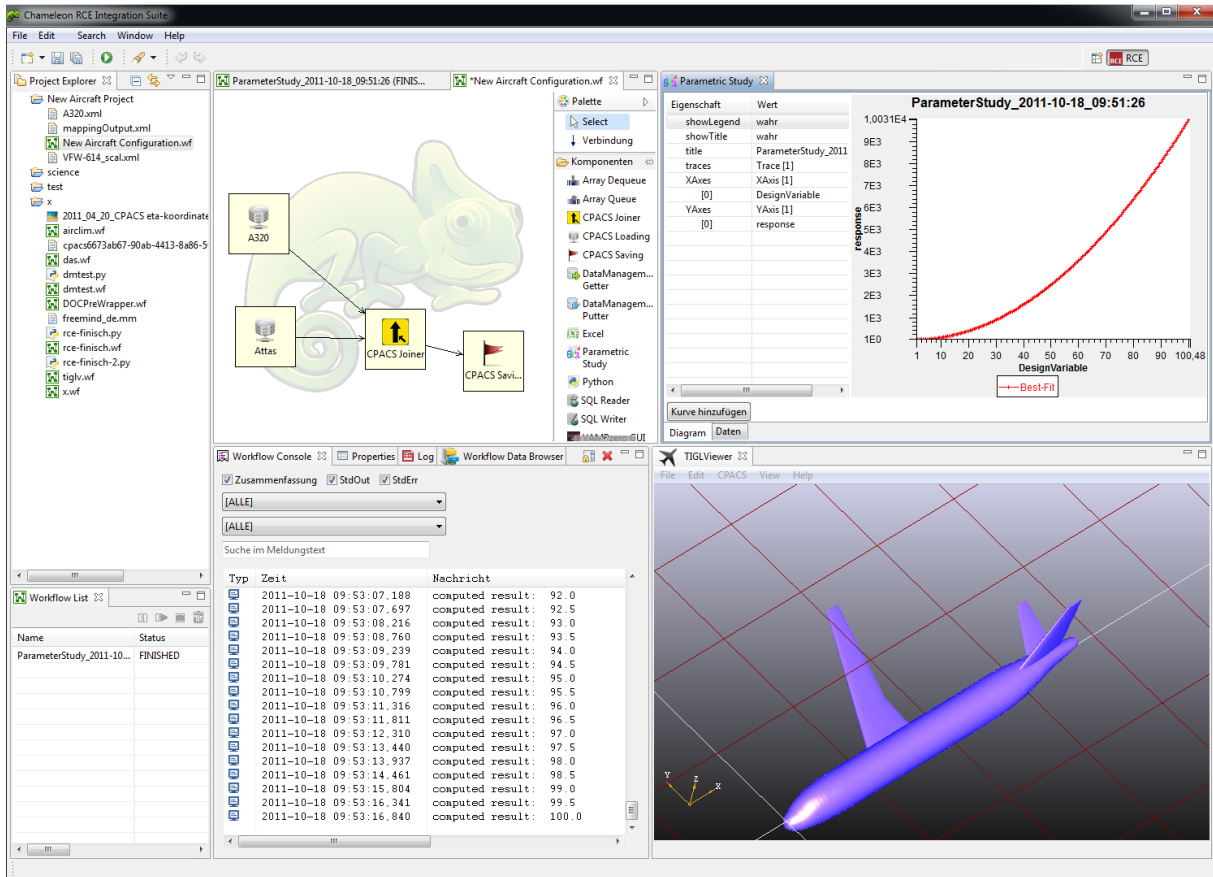 Chameleon RCE Integration Suite
File Edit Search Window Help
RCE RCE
Project Explorer
New Aircraft Project
A320.xml
mappingOutput.xml
New Aircraft Configuration.wf
VFW-614_scal.xml
science
test
x
2011_04_20_CPACS eta-koordinate
airclim.wf
cpacs6673ab67-90ab-4413-8a86-5
das.wf
dmtest.py
dmtest.wf
DOCPreWrapper.wf
freemind_de.mm
rce-finisch.py
rce-finisch.wf
rce-finisch-2.py
tiglv.wf
x.wf
Workflow List
Name Status
ParameterStudy_2011-10... FINISHED
ParameterStudy_2011-10-18_09:51:26 (FINIS... *New Aircraft Configuration.wf
A320
Attas
CPACS Joiner
CPACS Savi...
Palette
Select
Verbindung
Komponenten
Array Dequeue
Array Queue
CPACS Joiner
CPACS Loading
CPACS Saving
DataManagem...
Getter
DataManagem...
Putter
Excel
Parametric
Study
Python
SQL Reader
SQL Writer
VAMPzero GUI
Parametric Study
Eigenschaft Wert
showLegend wahr
showTitle wahr
title ParameterStudy_2011
traces Trace [1]
XAxes XAxis [1]
[0] DesignVariable
YAxes YAxis [1]
[0] response
Kurve hinzufügen
Diagram Daten
ParameterStudy_2011-10-18_09:51:26
1,0031E4
9E3
8E3
7E3
6E3
5E3
4E3
3E3
2E3
1E3
1E0
response
1 10 20 30 40 50 60 70 80 90 100,48
DesignVariable
Best-Fit
Workflow Console Properties Log Workflow Data Browser
Zusammenfassung StdOut StdErr
[ALLE]
[ALLE]
Suche im Meldungstext
Typ Zeit Nachricht
2011-10-18 09:53:07,188 computed result: 92.0
2011-10-18 09:53:07,697 computed result: 92.5
2011-10-18 09:53:08,216 computed result: 93.0
2011-10-18 09:53:08,760 computed result: 93.5
2011-10-18 09:53:09,239 computed result: 94.0
2011-10-18 09:53:09,781 computed result: 94.5
2011-10-18 09:53:10,274 computed result: 95.0
2011-10-18 09:53:10,799 computed result: 95.5
2011-10-18 09:53:11,316 computed result: 96.0
2011-10-18 09:53:11,811 computed result: 96.5
2011-10-18 09:53:12,310 computed result: 97.0
2011-10-18 09:53:13,440 computed result: 97.5
2011-10-18 09:53:13,937 computed result: 98.0
2011-10-18 09:53:14,461 computed result: 98.5
2011-10-18 09:53:15,804 computed result: 99.0
2011-10-18 09:53:16,341 computed result: 99.5
2011-10-18 09:53:16,840 computed result: 100.0
TIGLViewer
File Edit CPACS View Help
Y Z X